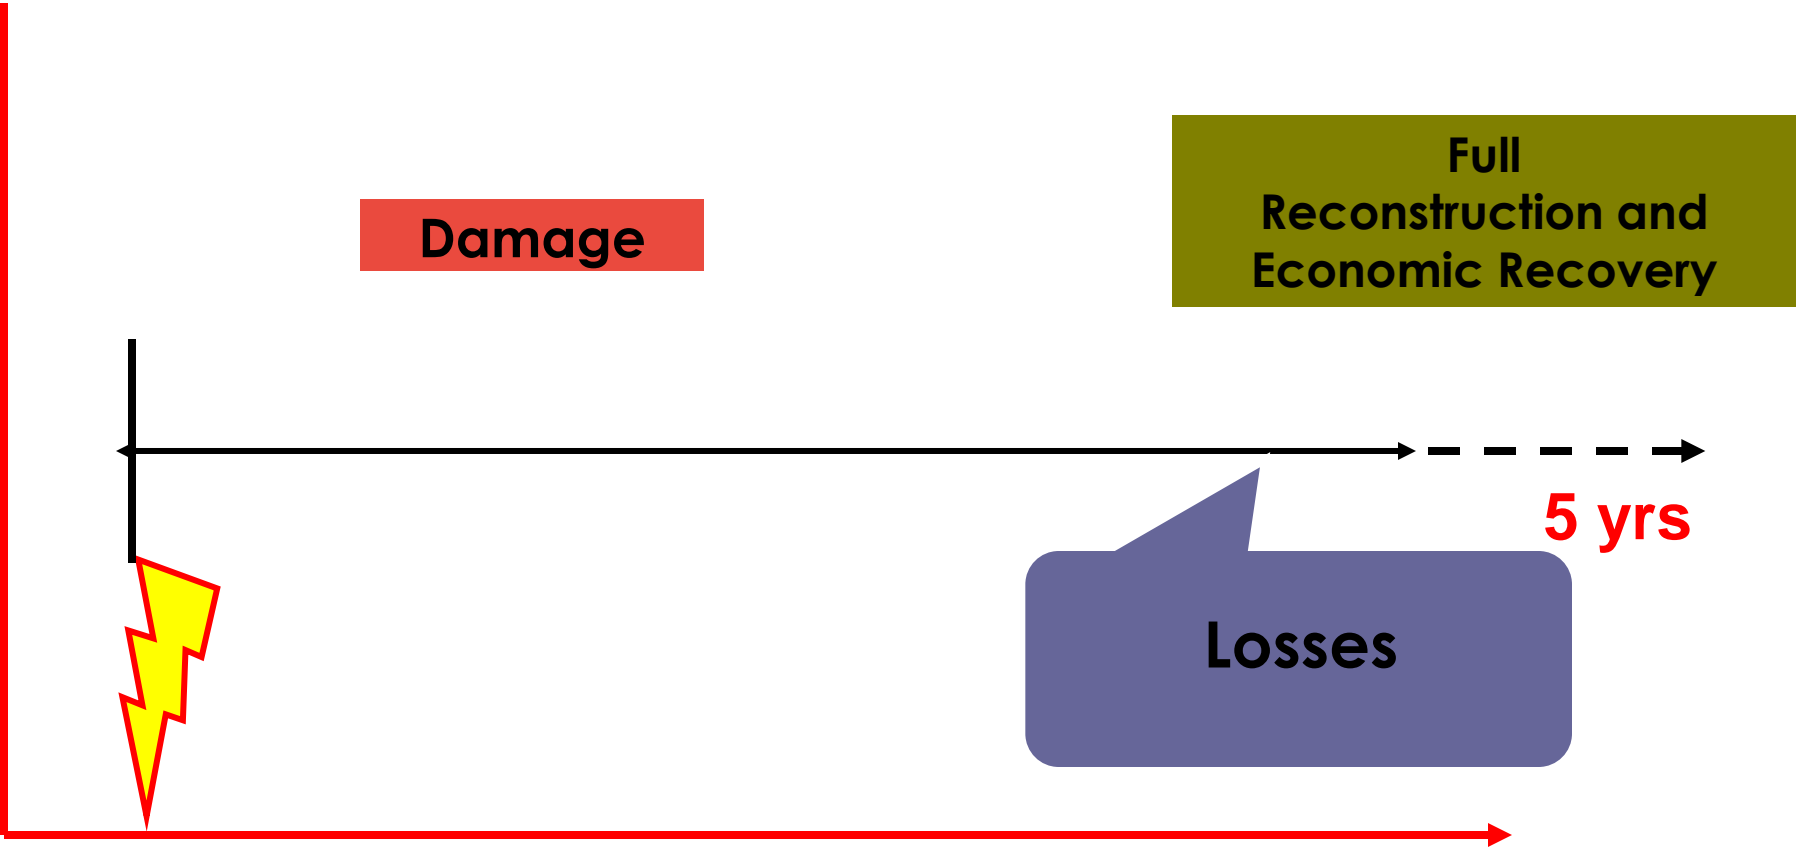 Full
Reconstruction and
Economic Recovery
Damage
5 yrs
Losses